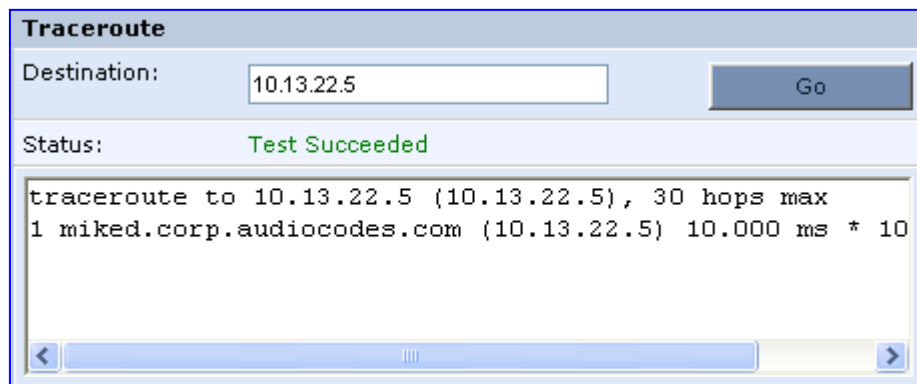 Traceroute
Destination:
10.13.22.5
Go
Status:
Test Succeeded
traceroute to 10.13.22.5 (10.13.22.5), 30 hops max
1 miked.corp.audiocodes.com (10.13.22.5) 10.000 ms * 10